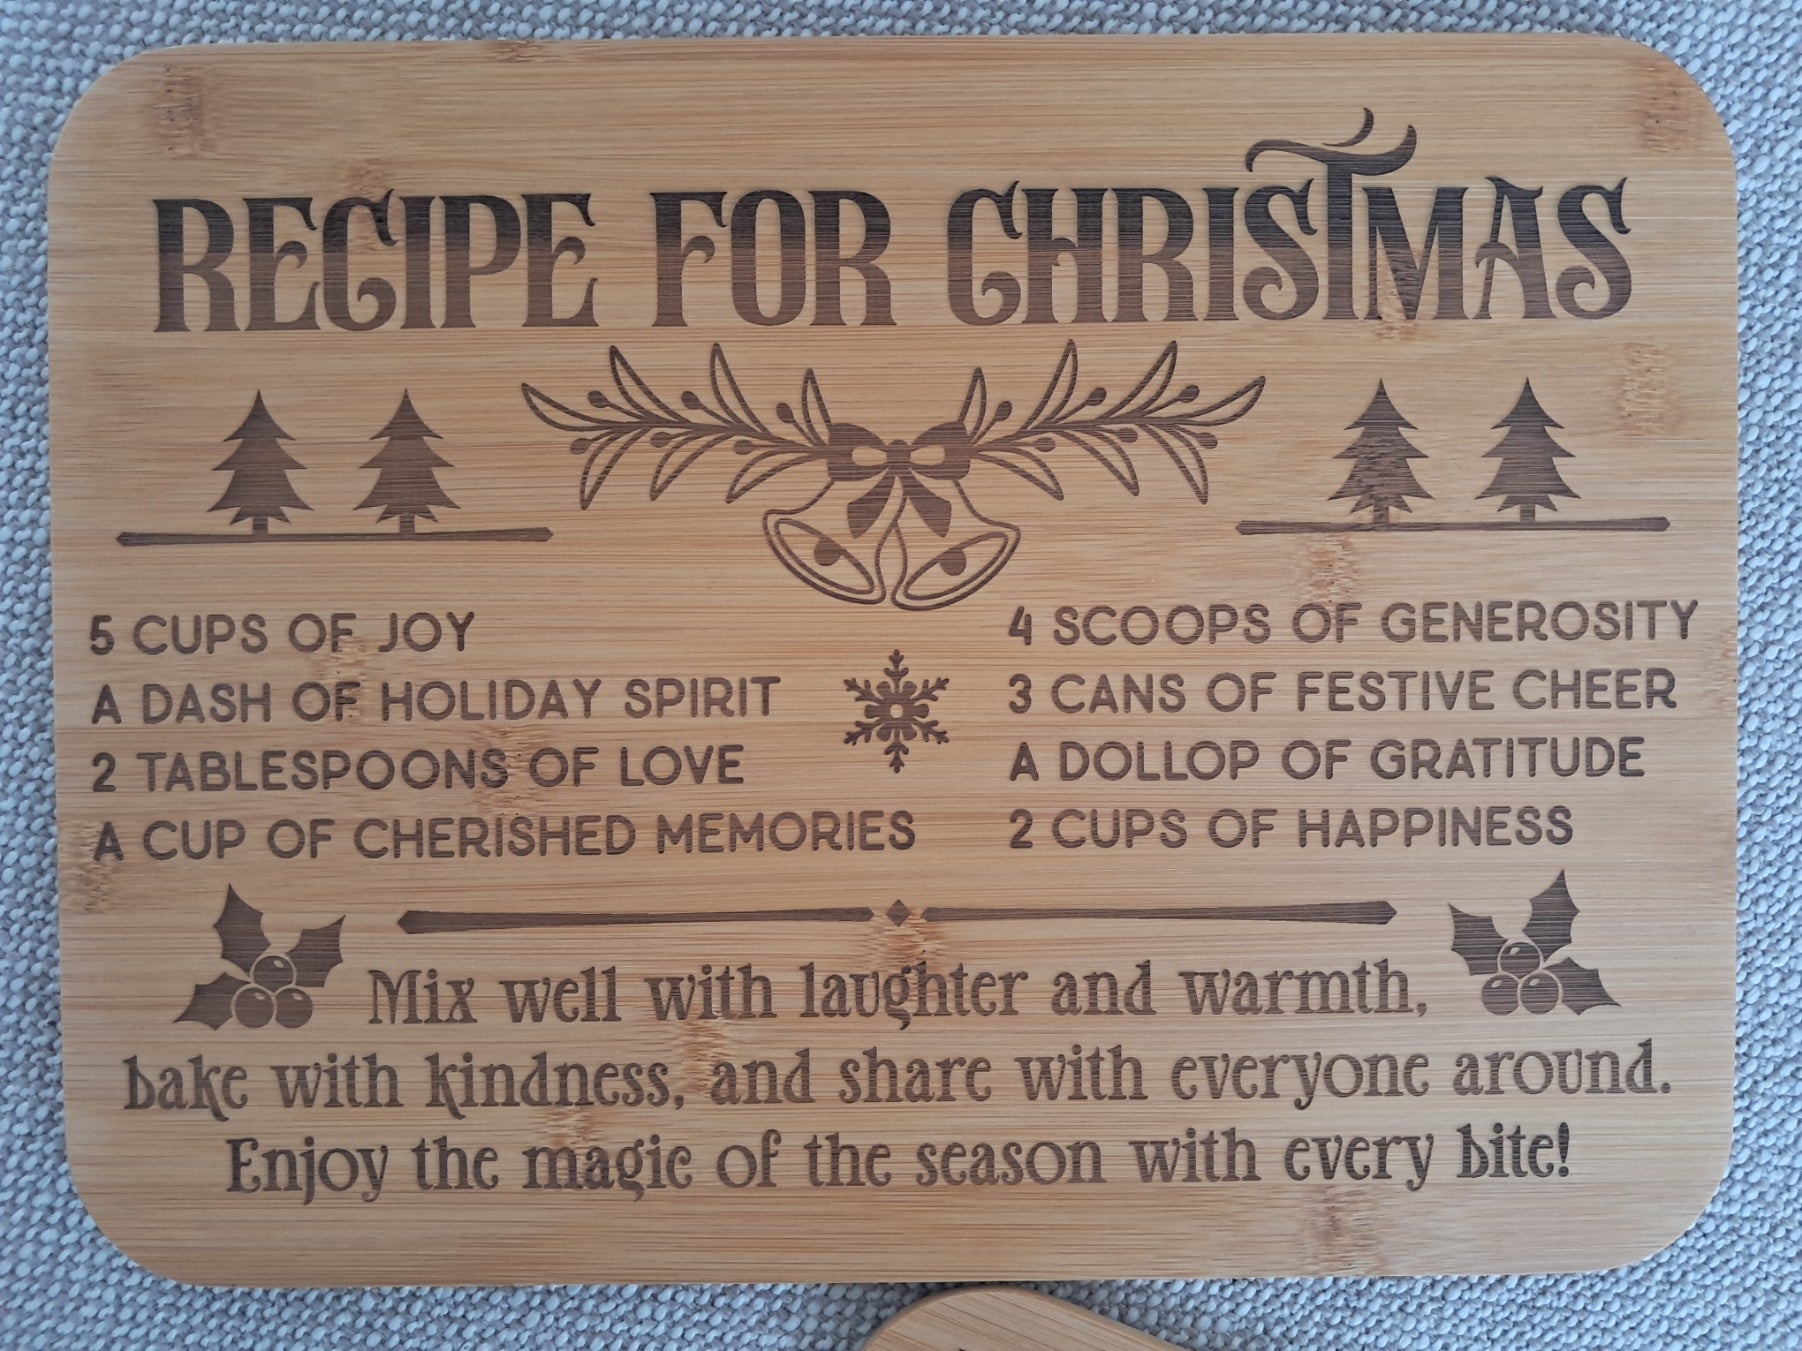 RECIPE FOR CHRISTMAS
5 CUPS OF JOY
A DASH OF HOLIDAY SPIRIT
2 TABLESPOONS OF LOVE
A CUP OF CHERISHED MEMORIES
4 SCOOPS OF GENEROSITY
3 CANS OF FESTIVE CHEER
A DOLLOP OF GRATITUDE
2 CUPS OF HAPPINESS
Mix well with laughter and warmth,
bake with kindness, and share with everyone around.
Enjoy the magic of the season with every bite!